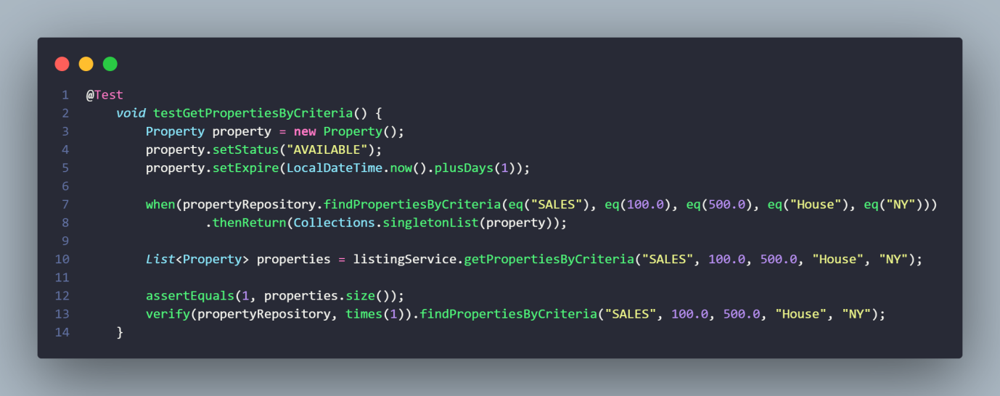 1 @Test
2     void testGetPropertiesByCriteria() {
3         Property property = new Property();
4         property.setStatus("AVAILABLE");
5         property.setExpire(LocalDateTime.now().plusDays(1));
6
7         when(propertyRepository.findPropertiesByCriteria(eq("SALES"), eq(100.0), eq(500.0), eq("House"), eq("NY")))
8                 .thenReturn(Collections.singletonList(property));
9
10         List<Property> properties = listingService.getPropertiesByCriteria("SALES", 100.0, 500.0, "House", "NY");
11
12         assertEquals(1, properties.size());
13         verify(propertyRepository, times(1)).findPropertiesByCriteria("SALES", 100.0, 500.0, "House", "NY");
14     }